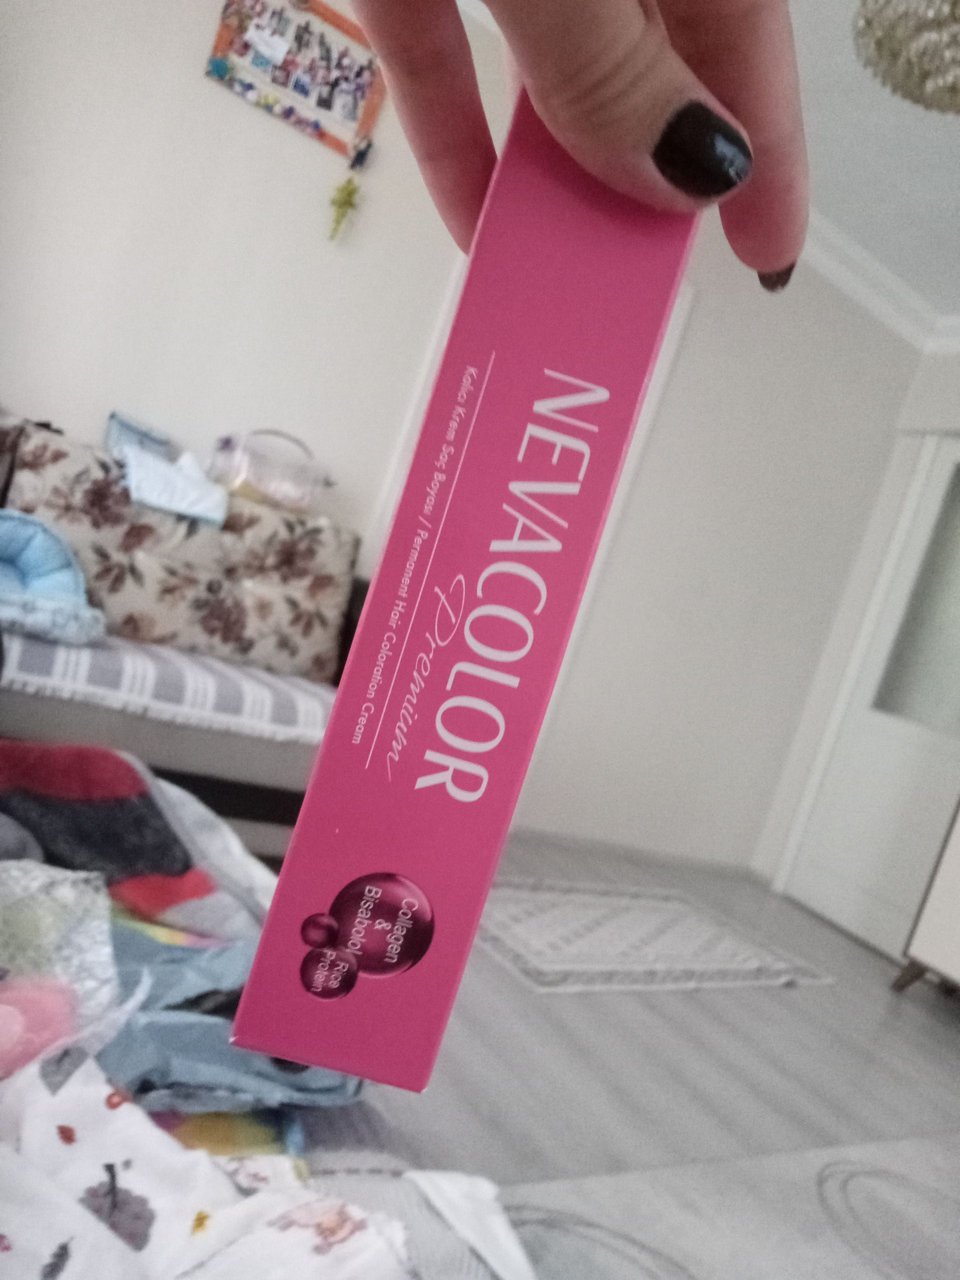 NEVACOLOR
Premium
Kalıcı Krem Saç Boyası / Permanent Hair Coloration Cream
Collagen
&
Bisabolol
Rice
Protein